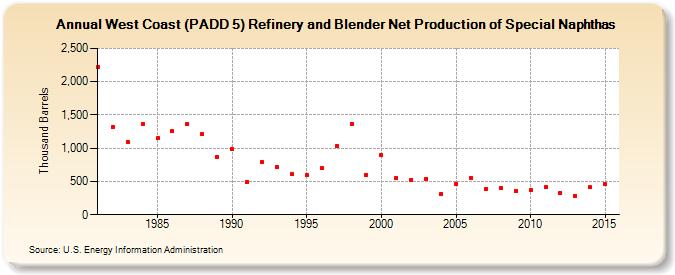 Annual West Coast (PADD 5) Refinery and Blender Net Production of Special Naphthas
Thousand Barrels
2,500
2,000
1,500
1,000
500
0
1985 1990 1995 2000 2005 2010 2015
Source: U.S. Energy Information Administration